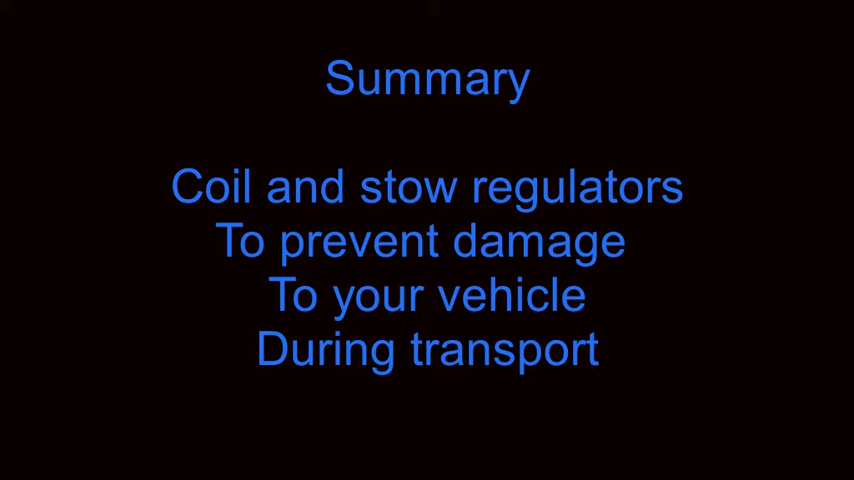 Summary
Coil and stow regulators
To prevent damage
To your vehicle
During transport